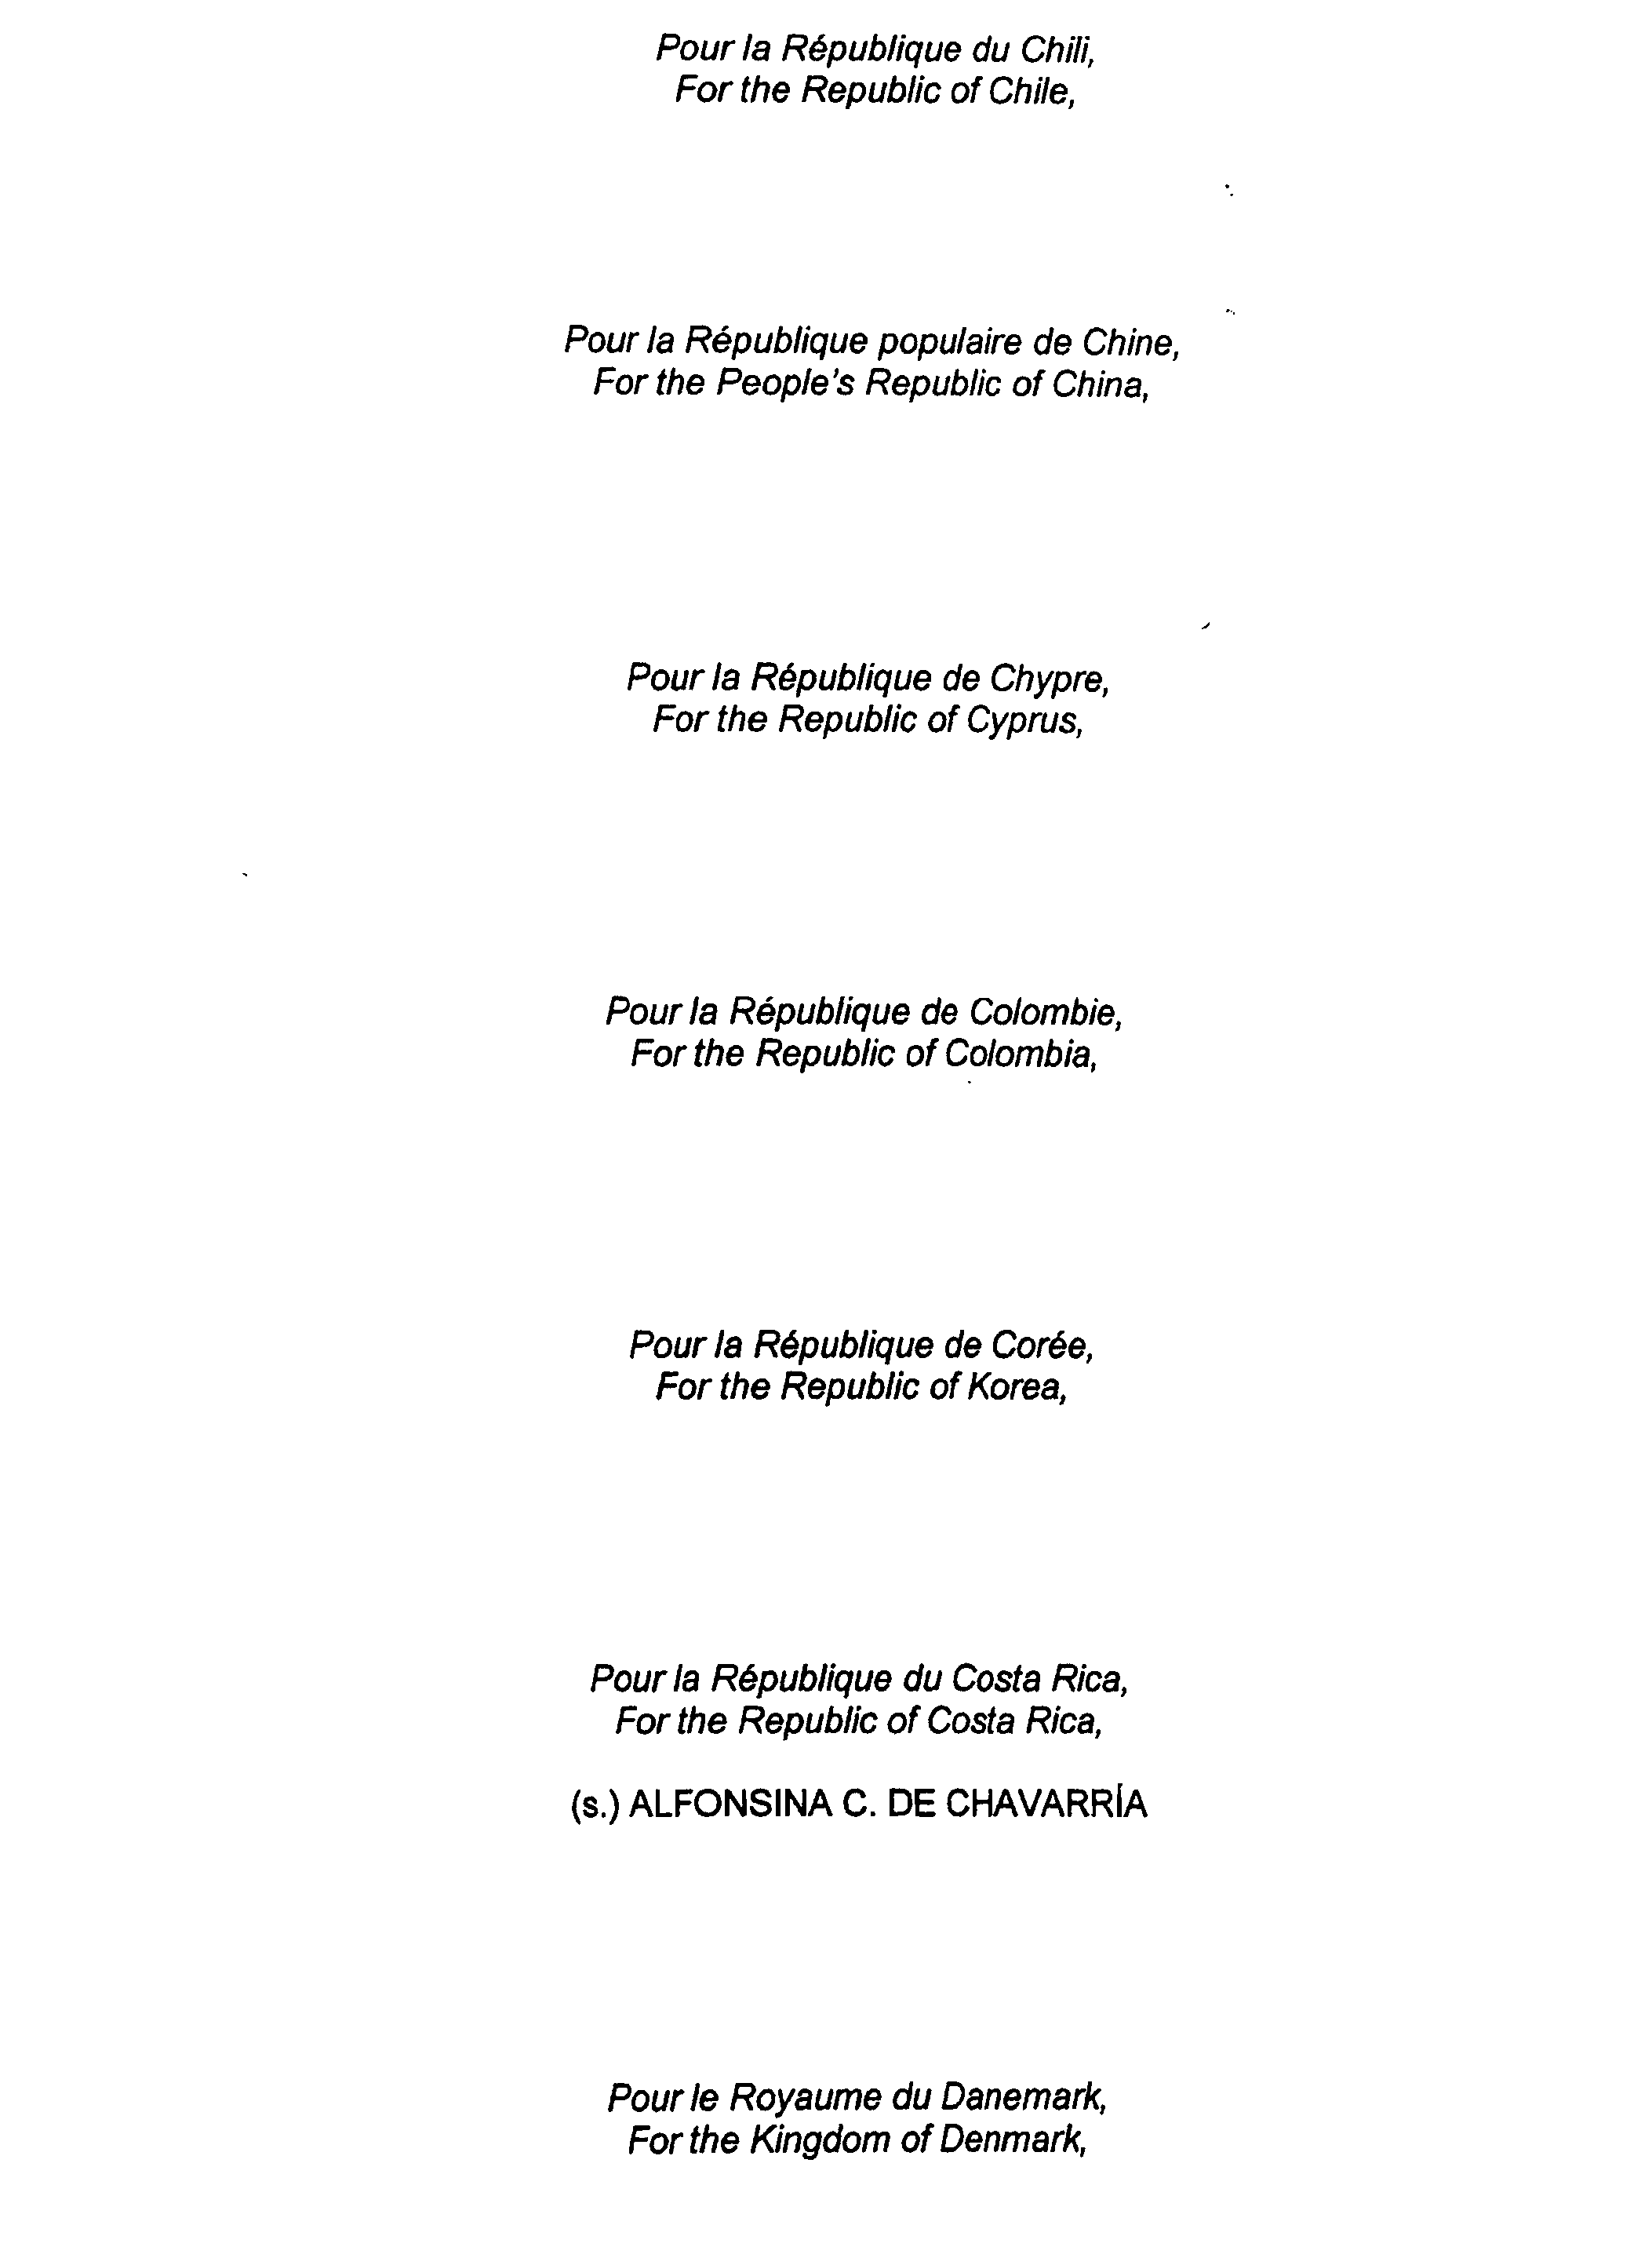 Pour la République du Chili,
For the Republic of Chile,
Pour la République populaire de Chine,
For the People's Republic of China,
Pour la République de Chypre,
For the Republic of Cyprus,
Pour la République de Colombie,
For the Republic of Colombia,
Pour la République de Corée,
For the Republic of Korea,
Pour la République du Costa Rica,
For the Republic of Costa Rica,
(s.) ALFONSINA C. DE CHAVARRÍA
Pour le Royaume du Danemark,
For the Kingdom of Denmark,